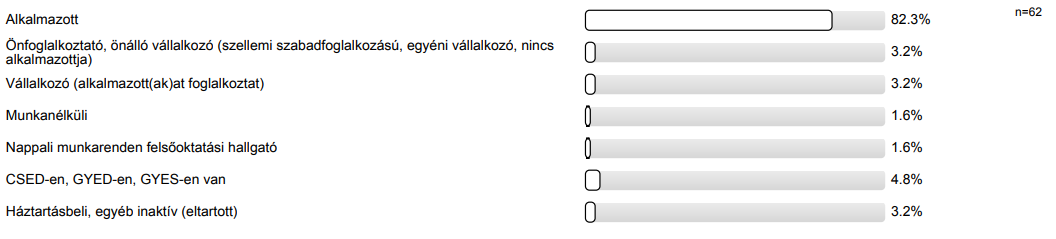 Alkalmazott 82.3% n=62
Önfoglalkoztató, önálló vállalkozó (szellemi szabadfoglalkozású, egyéni vállalkozó, nincs
alkalmazottja) 3.2%
Vállalkozó (alkalmazott(ak)at foglalkoztat) 3.2%
Munkanélküli 1.6%
Nappali munkarenden felsőoktatási hallgató 1.6%
CSED-en, GYED-en, GYES-en van 4.8%
Háztartásbeli, egyéb inaktív (eltartott) 3.2%